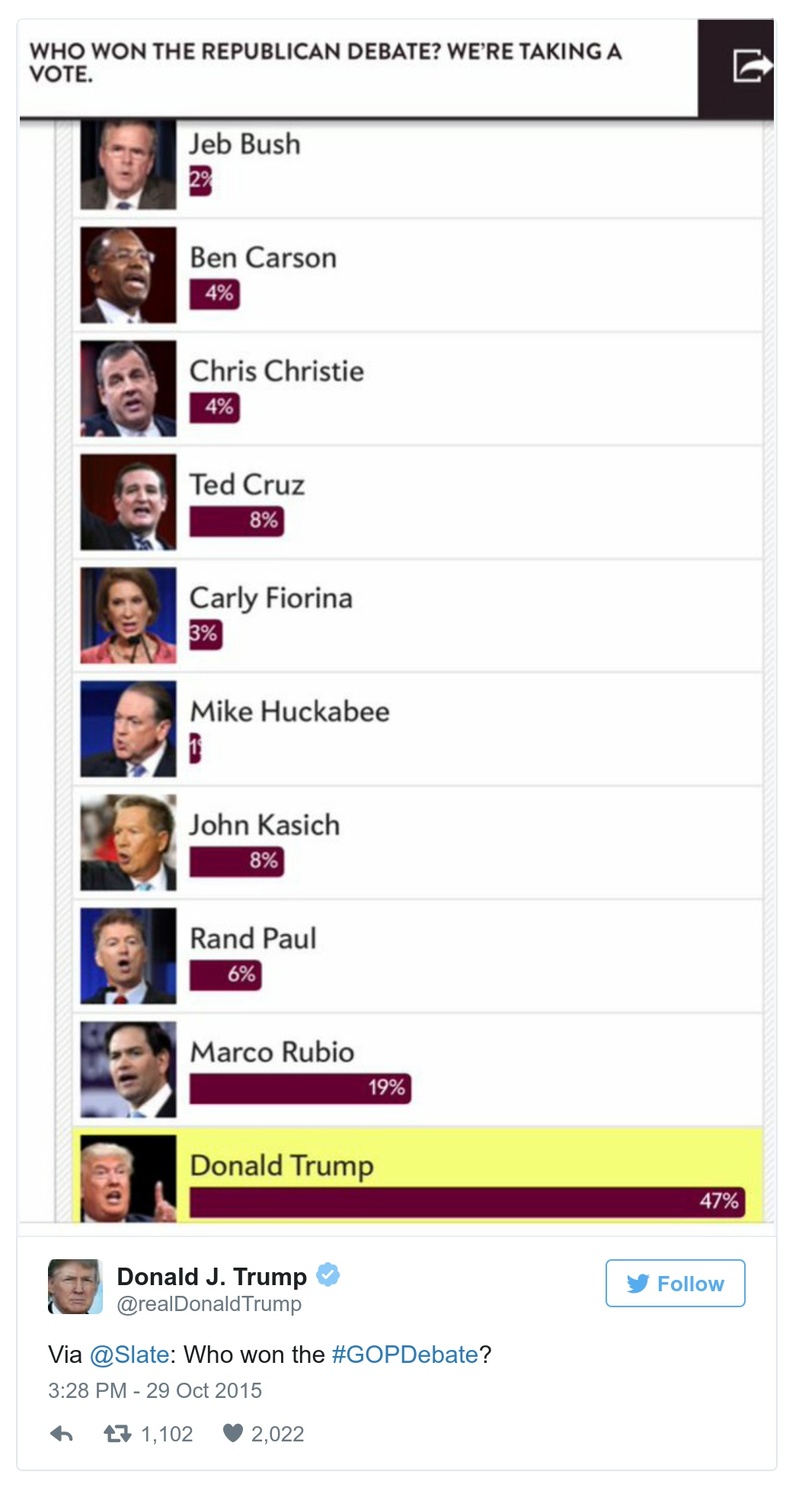 WHO WON THE REPUBLICAN DEBATE? WE'RE TAKING A
VOTE.
Jeb Bush
2%
Ben Carson
4%
Chris Christie
4%
Ted Cruz
8%
Carly Fiorina
3%
Mike Huckabee
1%
John Kasich
8%
Rand Paul
6%
Marco Rubio
19%
Donald Trump
47%
Donald J. Trump
@realDonaldTrump
Follow
Via @Slate: Who won the #GOPDebate?
3:28 PM - 29 Oct 2015
1,102 2,022